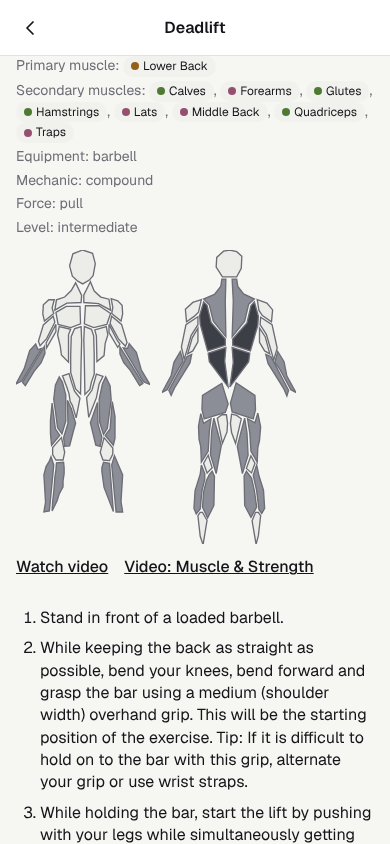 Deadlift
Primary muscle: Lower Back
Secondary muscles: Calves , Forearms , Glutes ,
Hamstrings , Lats , Middle Back , Quadriceps ,
Traps
Equipment: barbell
Mechanic: compound
Force: pull
Level: intermediate
Watch video Video: Muscle & Strength
1. Stand in front of a loaded barbell.
2. While keeping the back as straight as
possible, bend your knees, bend forward and
grasp the bar using a medium (shoulder
width) overhand grip. This will be the starting
position of the exercise. Tip: If it is difficult to
hold on to the bar with this grip, alternate
your grip or use wrist straps.
3. While holding the bar, start the lift by pushing
with your legs while simultaneously getting